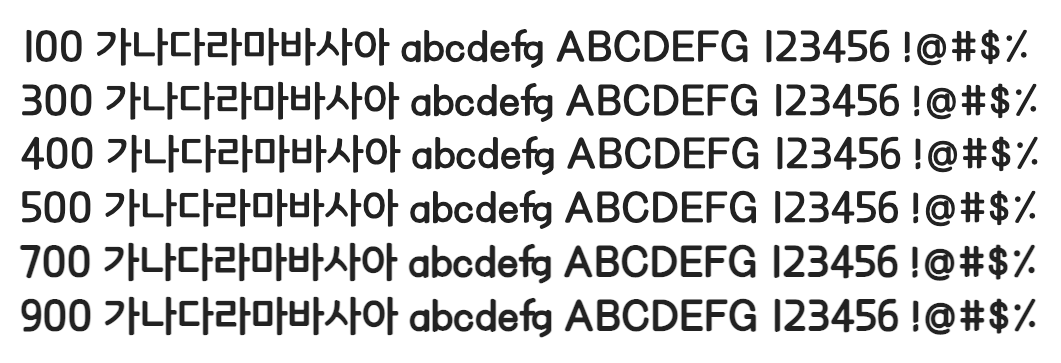 100 가나다라마바사아 abcdefg ABCDEFG 123456 !@#$%
300 가나다라마바사아 abcdefg ABCDEFG 123456 !@#$%
400 가나다라마바사아 abcdefg ABCDEFG 123456 !@#$%
500 가나다라마바사아 abcdefg ABCDEFG 123456 !@#$%
700 가나다라마바사아 abcdefg ABCDEFG 123456 !@#$%
900 가나다라마바사아 abcdefg ABCDEFG 123456 !@#$%